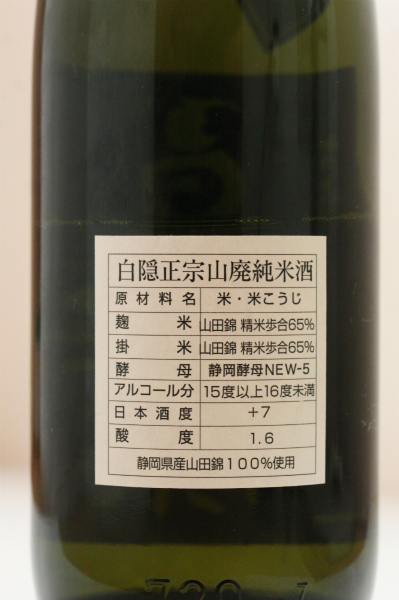 白隠正宗山廃純米酒
原材料名 米・米こうじ
麹米 山田錦 精米歩合65%
掛米 山田錦 精米歩合65%
酵母 静岡酵母NEW-5
アルコール分 15度以上16度未満
日本酒度 +7
酸度 1.6
静岡県産山田錦100%使用